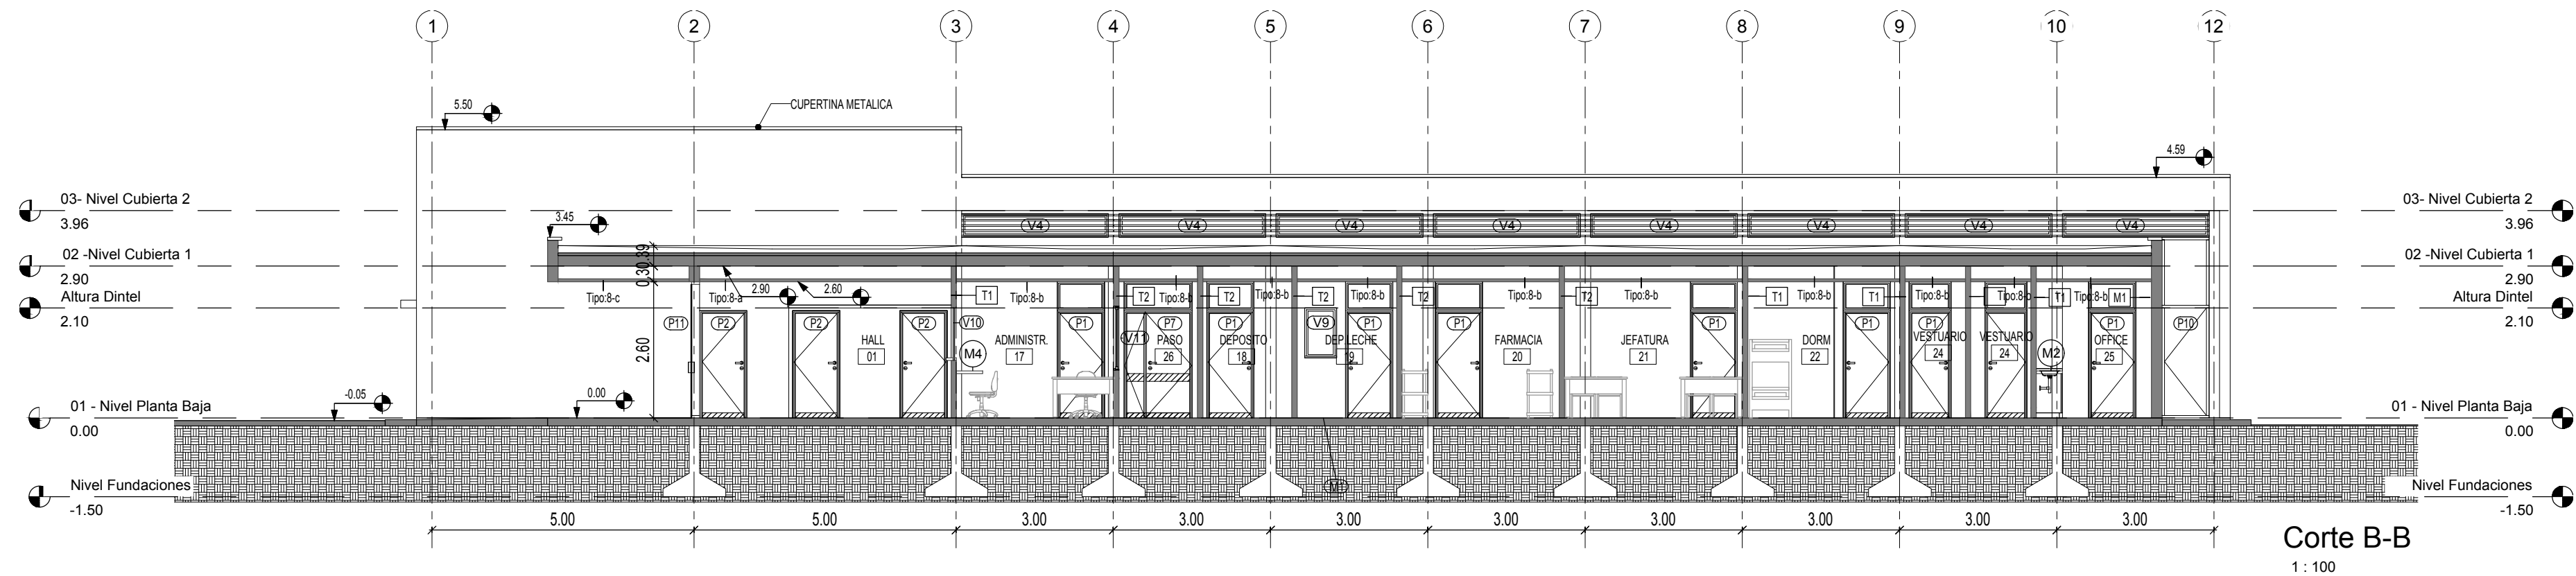 1 2 3 4 5 6 7 8 9 10 12
5.50
CUPERTINA METALICA
4.59
03- Nivel Cubierta 2
3.96
03- Nivel Cubierta 2
3.96
3.45
V4 V4 V4 V4 V4 V4 V4 V4
02 -Nivel Cubierta 1
2.90
02 -Nivel Cubierta 1
2.90
0.30 .39
Tipo:8-c Tipo:8-a 2.90 2.60 T1 Tipo:8-b T2 Tipo:8-b T2 Tipo:8-b T2 Tipo:8-b T2 Tipo:8-b T2 Tipo:8-b T1 Tipo:8-b T1 Tipo:8-b Tipo:8-b T1 Tipo:8-b M1
Altura Dintel
2.10
Altura Dintel
2.10
P11 P2 P2 P2 V10 P1 V11 P7 P1 V9 P1 P1 P1 P1 P1 P1 P10
2.60
HALL
01
M4
ADMINISTR.
17
PASO
26
DEPOSITO
18
DEP.LECHE
19
FARMACIA
20
JEFATURA
21
DORM
22
VESTUARIO
24
VESTUARIO
24
M2
OFFICE
25
-0.05
0.00
01 - Nivel Planta Baja
0.00
01 - Nivel Planta Baja
0.00
Nivel Fundaciones
-1.50
M1
Nivel Fundaciones
-1.50
5.00 5.00 3.00 3.00 3.00 3.00 3.00 3.00 3.00 3.00
Corte B-B
1 : 100